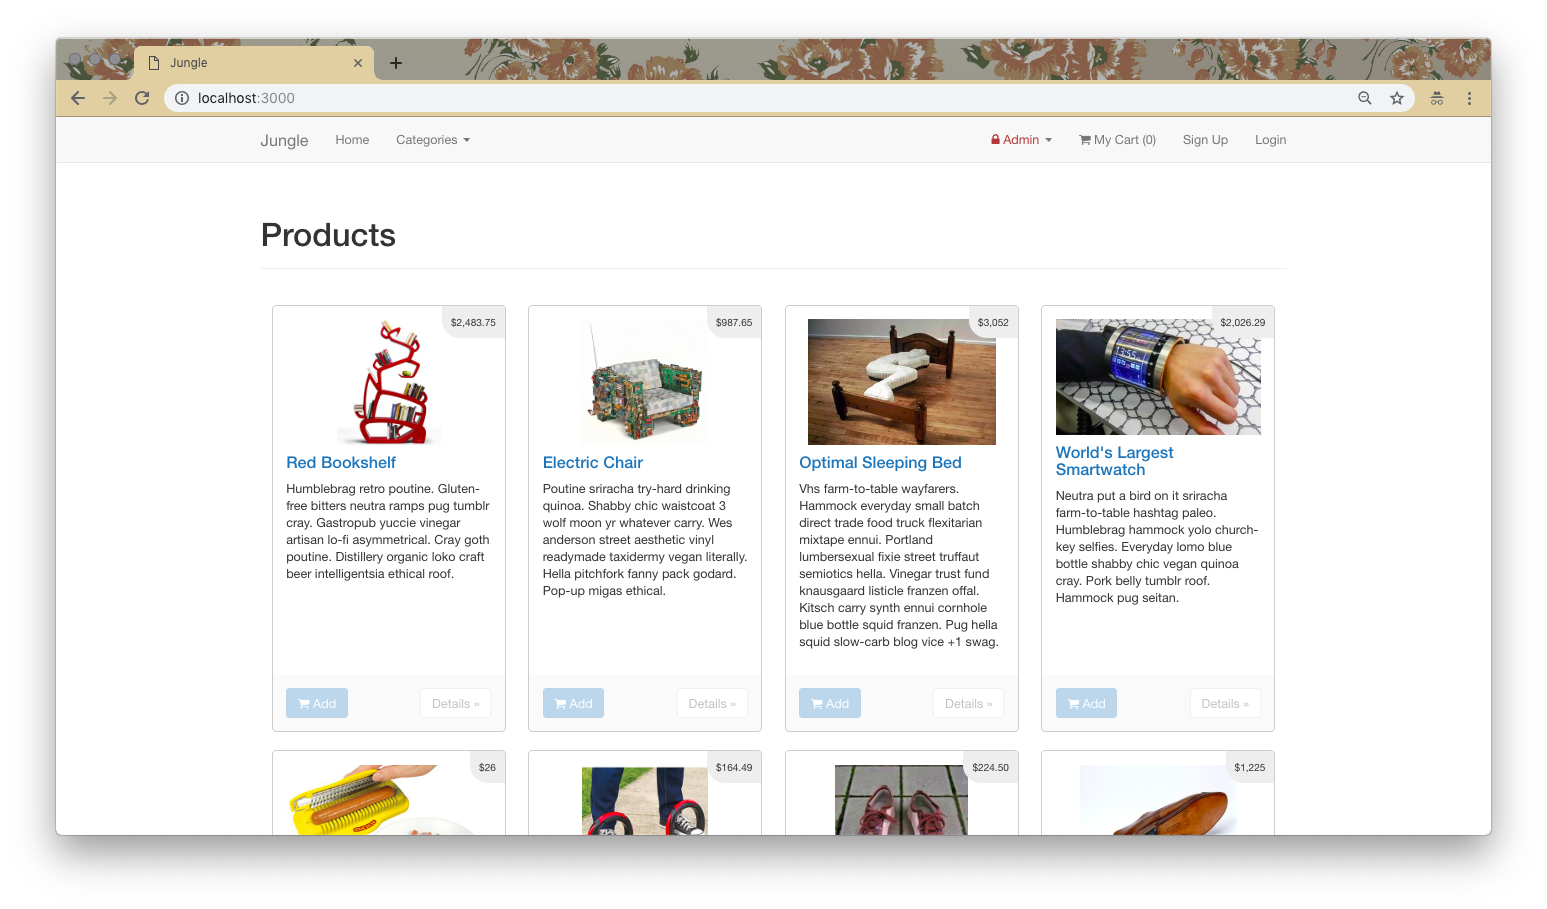 Jungle
localhost:3000
Jungle Home Categories Admin My Cart (0) Sign Up Login
Products
$2,483.75
Red Bookshelf
Humblebrag retro poutine. Gluten-
free bitters neutra ramps pug tumblr
cray. Gastropub yuccie vinegar
artisan lo-fi asymmetrical. Cray goth
poutine. Distillery organic loko craft
beer intelligentsia ethical roof.
Add Details »
$987.65
Electric Chair
Poutine sriracha try-hard drinking
quinoa. Shabby chic waistcoat 3
wolf moon yr whatever carry. Wes
anderson street aesthetic vinyl
readymade taxidermy vegan literally.
Hella pitchfork fanny pack godard.
Pop-up migas ethical.
Add Details »
$3,052
Optimal Sleeping Bed
Vhs farm-to-table wayfarers.
Hammock everyday small batch
direct trade food truck flexitarian
mixtape ennui. Portland
lumbersexual fixie street truffaut
semiotics hella. Vinegar trust fund
knausgaard listicle franzen offal.
Kitsch carry synth ennui cornhole
blue bottle squid franzen. Pug hella
squid slow-carb blog vice +1 swag.
Add Details »
$2,026.29
13:55
World's Largest
Smartwatch
Neutra put a bird on it sriracha
farm-to-table hashtag paleo.
Humblebrag hammock yolo church-
key selfies. Everyday lomo blue
bottle shabby chic vegan quinoa
cray. Pork belly tumblr roof.
Hammock pug seitan.
Add Details »
$26
$164.49
$224.50
$1,225